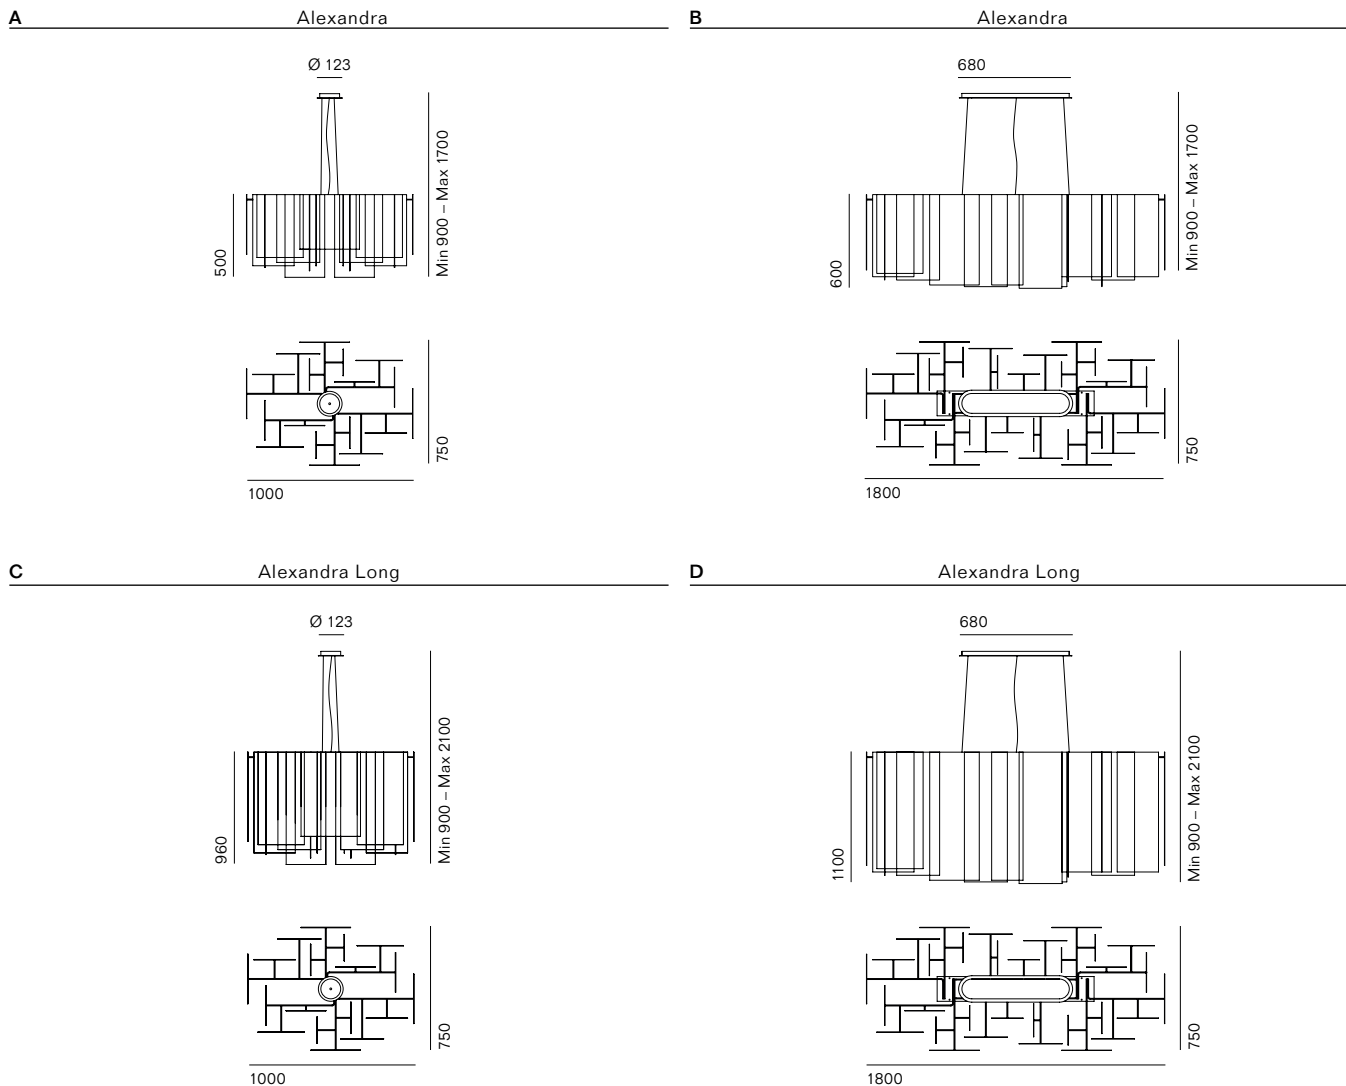 A
Alexandra
Ø 123
500
Min 900 – Max 1700
750
1000
B
Alexandra
680
600
Min 900 – Max 1700
750
1800
C
Alexandra Long
Ø 123
960
Min 900 – Max 2100
750
1000
D
Alexandra Long
680
1100
Min 900 – Max 2100
750
1800